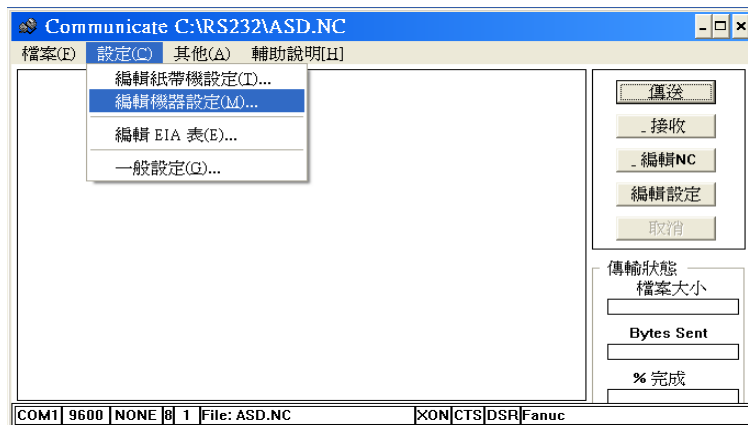 Communicate C:\RS232\ASD.NC
檔案(F) 設定(C) 其他(A) 輔助說明[H]
編輯紙帶機設定(T)...
編輯機器設定(M)...
編輯 EIA 表(E)...
一般設定(G)...
傳送
_ 接收
_ 編輯NC
編輯設定
取消
傳輸狀態
檔案大小
Bytes Sent
% 完成
COM1 9600 NONE 8 1 File: ASD.NC XON CTS DSR Fanuc